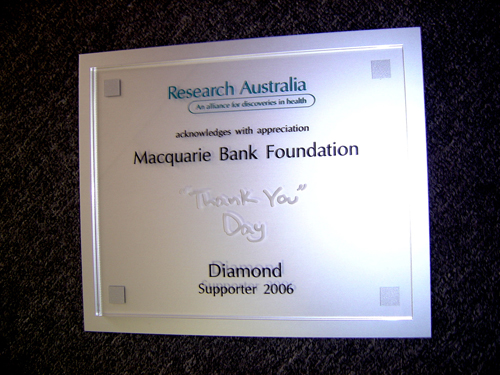 Research Australia
An alliance for discoveries in health
acknowledges with appreciation
Macquarie Bank Foundation
"Thank You"
Day
Diamond
Supporter 2006